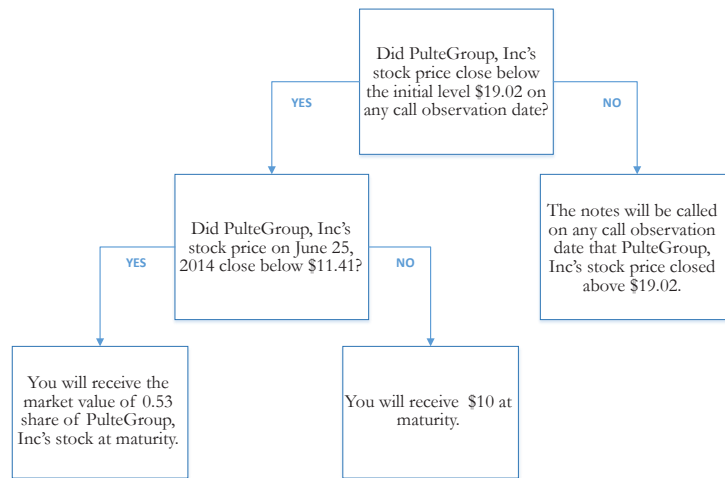 Did PulteGroup, Inc's
stock price close below
the initial level $19.02 on
any call observation date?
YES
NO
Did PulteGroup, Inc's
stock price on June 25,
2014 close below $11.41?
The notes will be called
on any call observation
date that PulteGroup,
Inc's stock price closed
above $19.02.
YES
NO
You will receive the
market value of 0.53
share of PulteGroup,
Inc's stock at maturity.
You will receive $10 at
maturity.